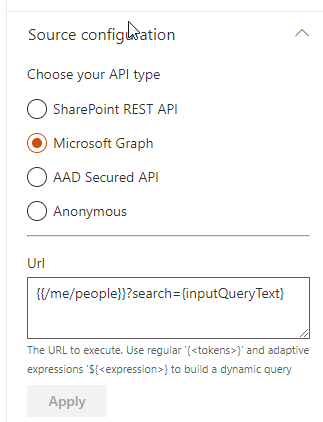 Source configuration
Choose your API type
SharePoint REST API
Microsoft Graph
AAD Secured API
Anonymous
Url
{{/me/people}}?search={inputQueryText}
The URL to execute. Use regular '{<tokens>}' and adaptive
expressions '${<expression>} to build a dynamic query
Apply